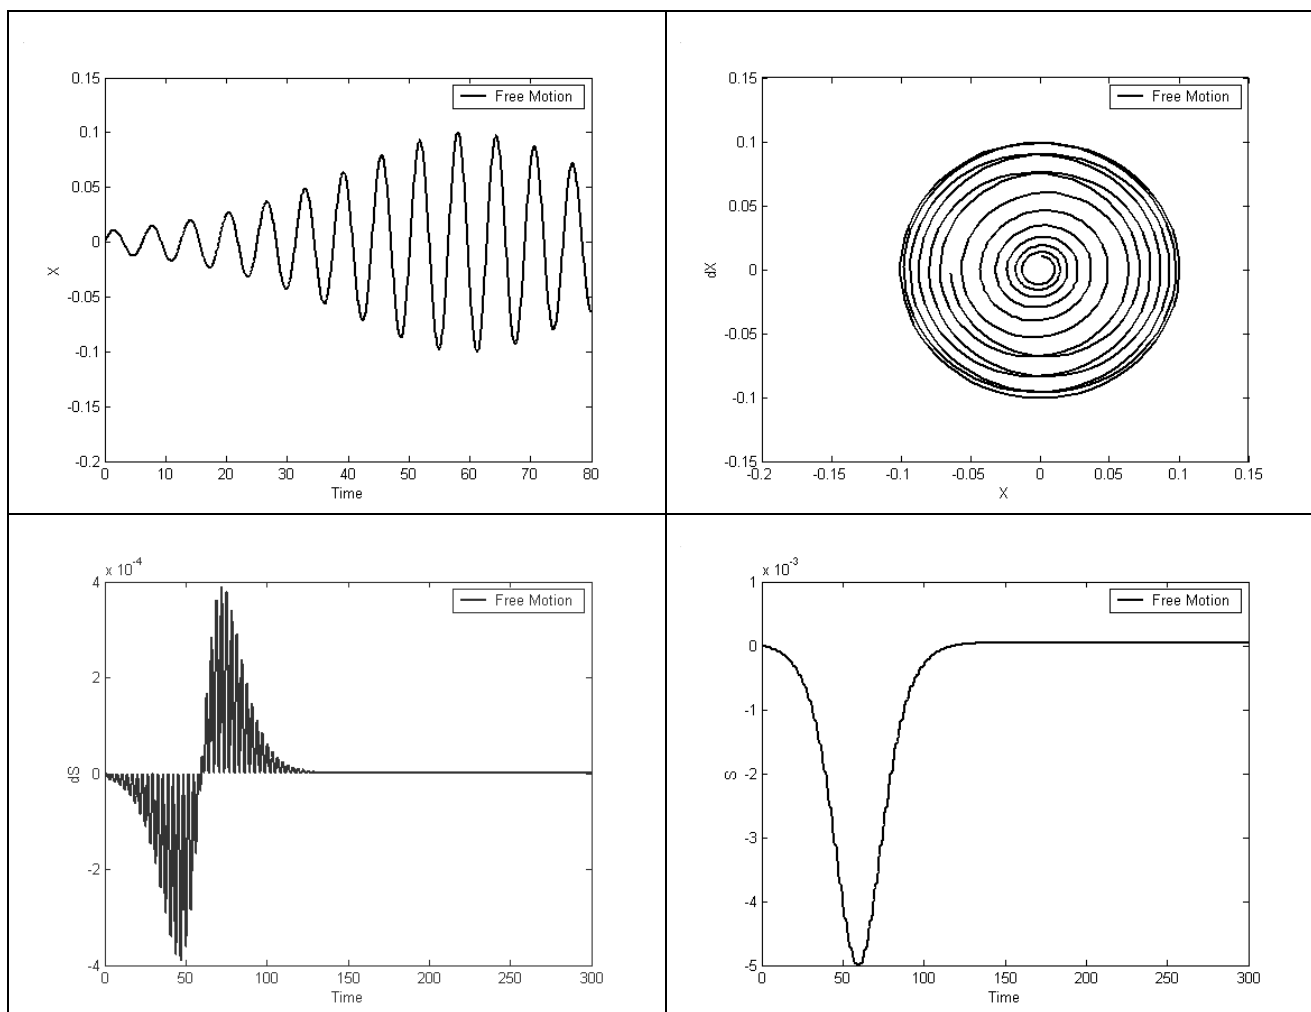 0.15
Free Motion
0.1
0.05
0
-0.05
-0.1
-0.15
-0.2
X
0 10 20 30 40 50 60 70 80
Time
0.15
Free Motion
0.1
0.05
0
-0.05
-0.1
-0.15
dX
-0.2 -0.15 -0.1 -0.05 0 0.05 0.1 0.15
X
x 10^-4
4
Free Motion
2
0
-2
-4
dS
0 50 100 150 200 250 300
Time
x 10^-3
1
Free Motion
0
-1
-2
-3
-4
-5
S
0 50 100 150 200 250 300
Time